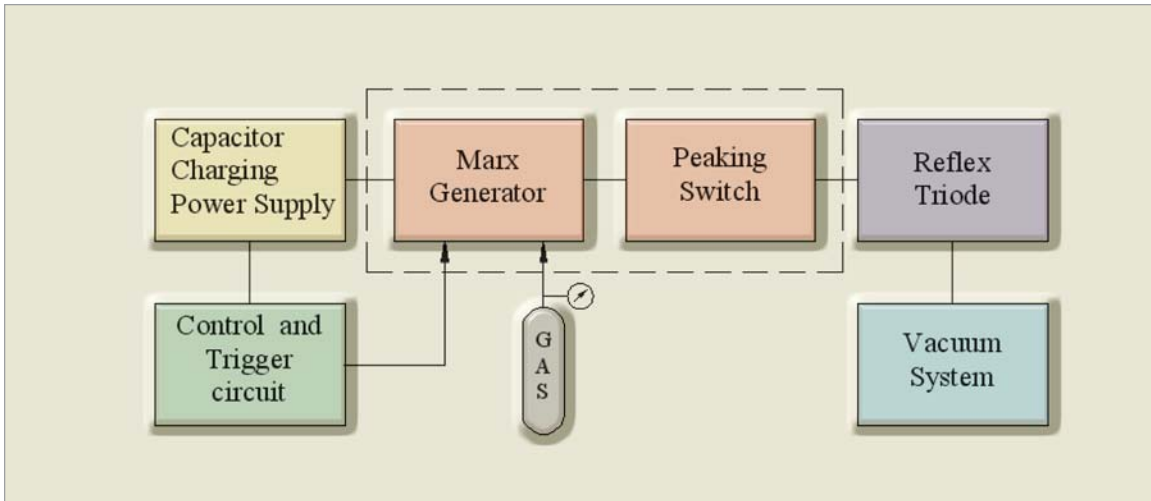 Capacitor
Charging
Power Supply
Marx
Generator
Peaking
Switch
Reflex
Triode
Control and
Trigger
circuit
G
A
S
Vacuum
System